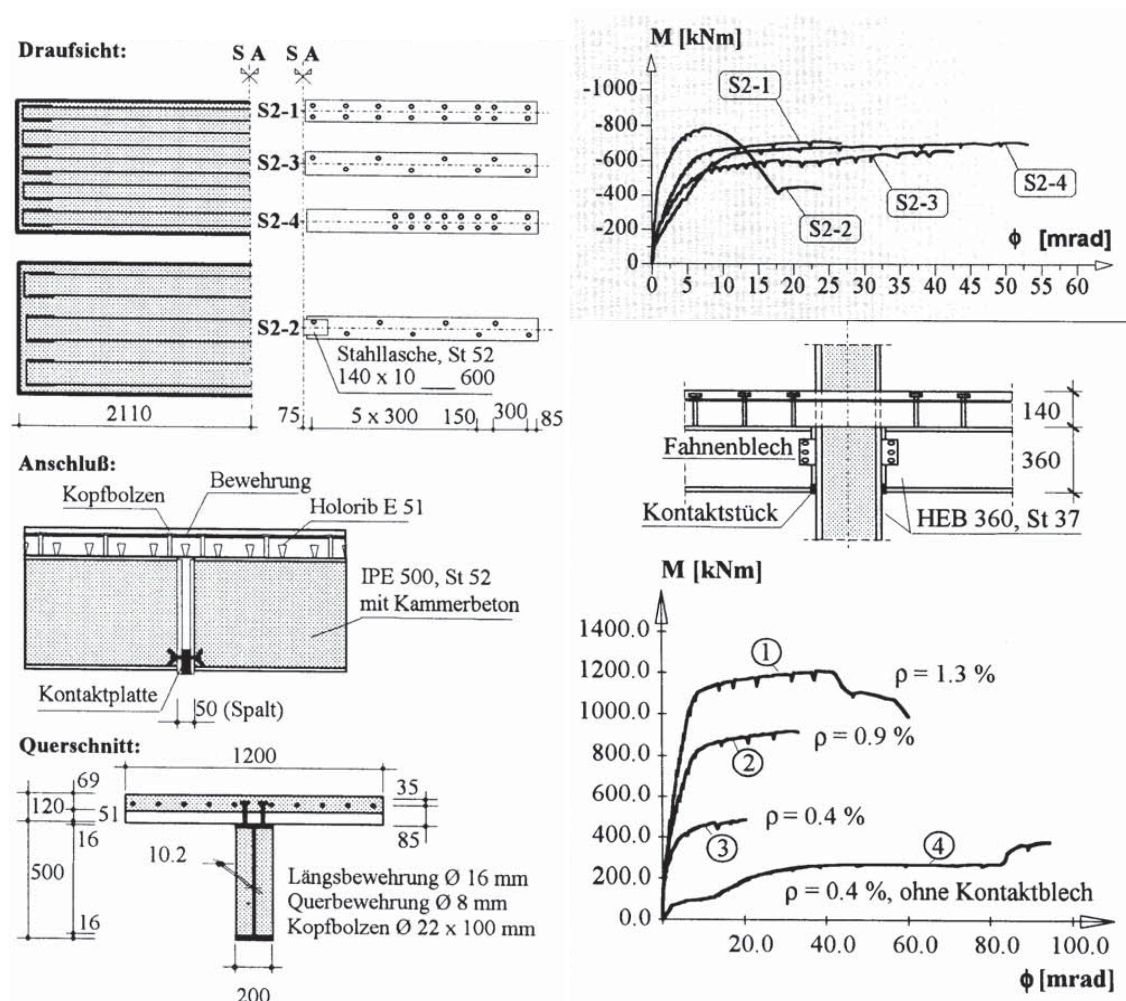 Draufsicht:
S A S A
S2-1
S2-3
S2-4
S2-2
Stahllasche, St 52
140 x 10 __ 600
2110
75
5 x 300
150
300
85
Anschluß:
Kopfbolzen
Bewehrung
Holorib E 51
IPE 500, St 52
mit Kammerbeton
Kontaktplatte
50 (Spalt)
Querschnitt:
1200
69
120
51
16
500
16
35
85
10.2
Längsbewehrung Ø 16 mm
Querbewehrung Ø 8 mm
Kopfbolzen Ø 22 x 100 mm
200
M [kNm]
-1000
-800
-600
-400
-200
0
S2-1
S2-4
S2-3
S2-2
ϕ [mrad]
0 5 10 15 20 25 30 35 40 45 50 55 60
140
Fahnenblech
360
Kontaktstück
HEB 360, St 37
M [kNm]
1400.0
1200.0
1000.0
800.0
600.0
400.0
200.0
0.0
1
ρ = 1.3 %
2
ρ = 0.9 %
3
ρ = 0.4 %
4
ρ = 0.4 %, ohne Kontaktblech
20.0 40.0 60.0 80.0 100.0
ϕ [mrad]